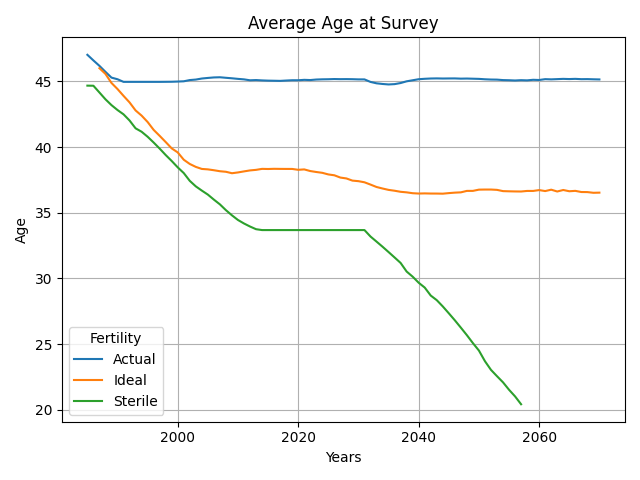 Average Age at Survey
Age
45
40
35
30
25
20
Fertility
Actual
Ideal
Sterile
2000 2020 2040 2060
Years